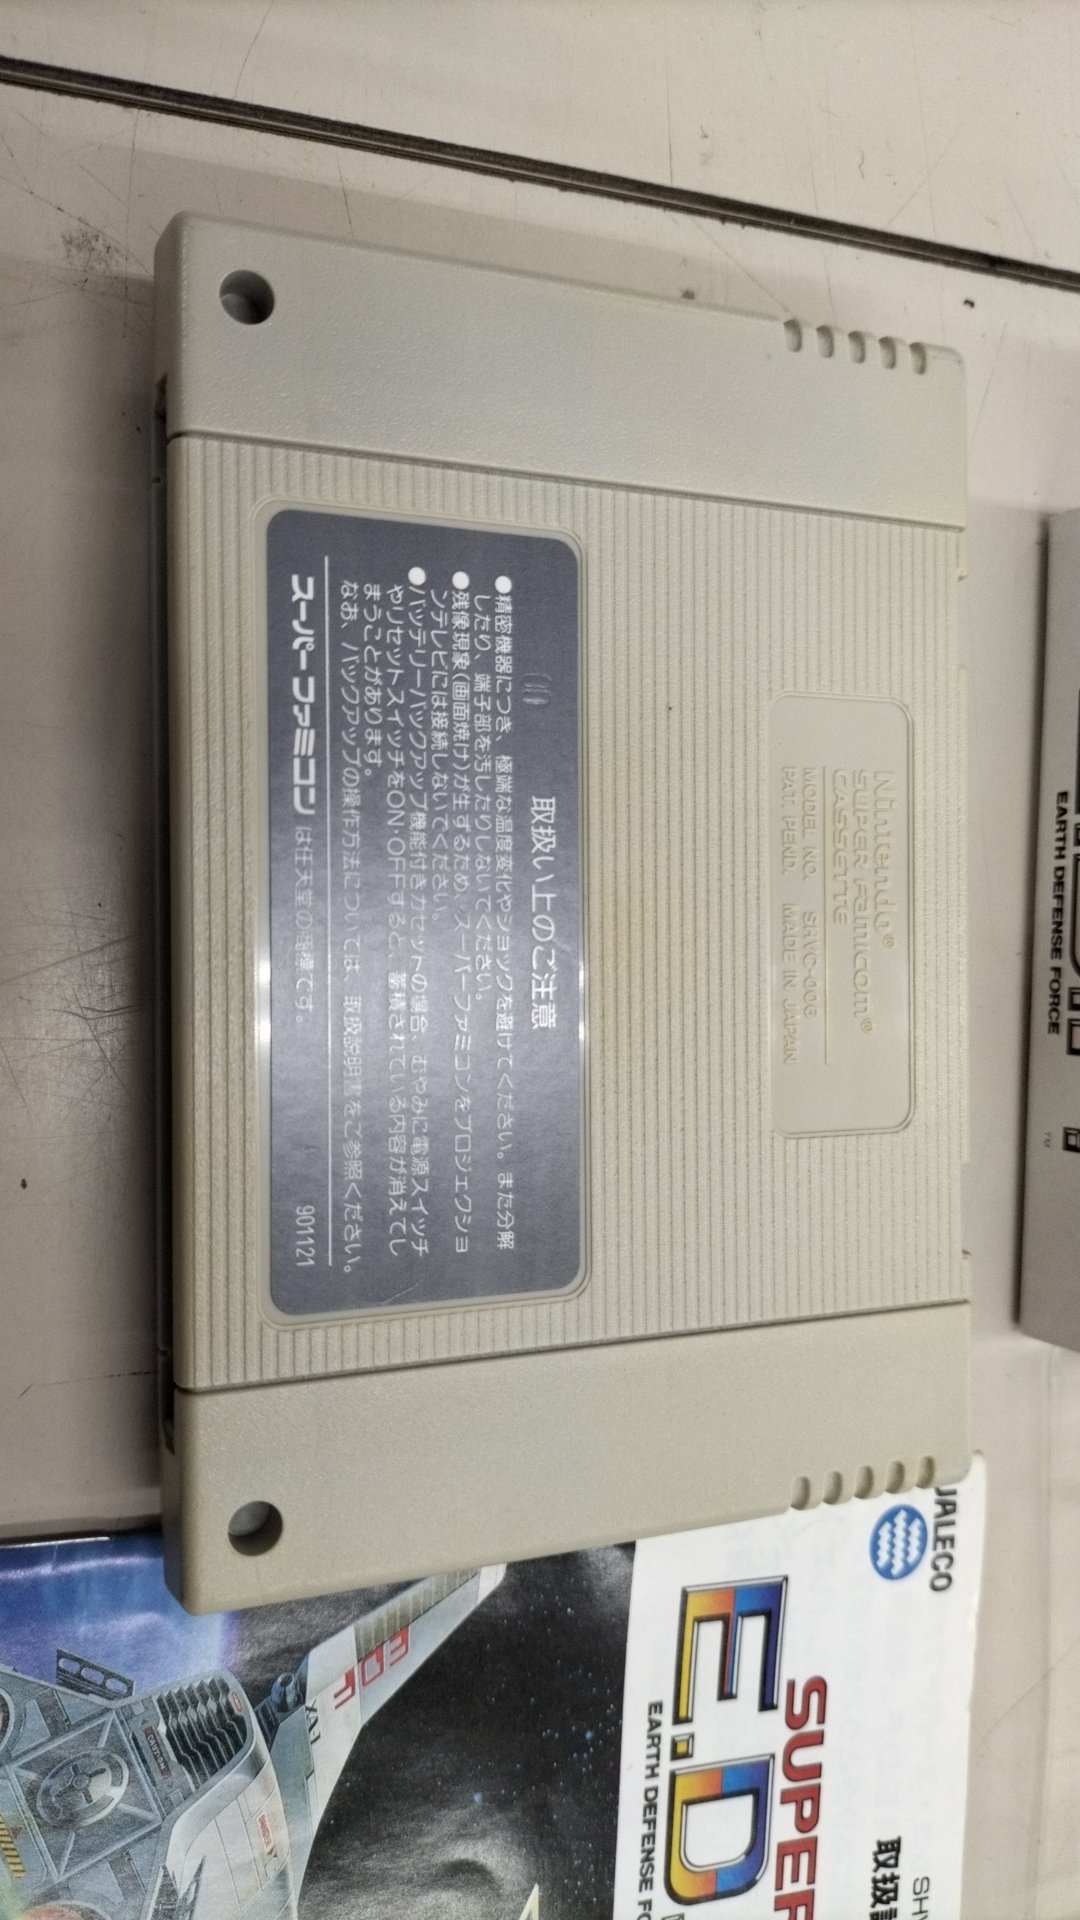 Nintendo®
SUPER Famicom®
CASSETTE
MODEL NO. SHVC-006
PAT. PEND. MADE IN JAPAN
取扱い上のご注意
●精密機器につき、極端な温度変化やショックを避けてください。また分解
したり、端子部を汚したりしないでください。
●残像現象(画面焼け)が生ずるため、スーパーファミコンをプロジェクショ
ンテレビには接続しないでください。
●バッテリーバックアップ機能付きカセットの場合、むやみに電源スイッチ
やリセットスイッチをON・OFFすると、蓄積されている内容が消えてし
まうことがあります。
なお、バックアップの操作方法については、取扱説明書をご参照ください。
スーパーファミコンは任天堂の商標です。 901121
EARTH DEFENSE FORCE
TM
JALECO
取扱
SUPER
E.D
EARTH DEFENSE
EDF
XA-1